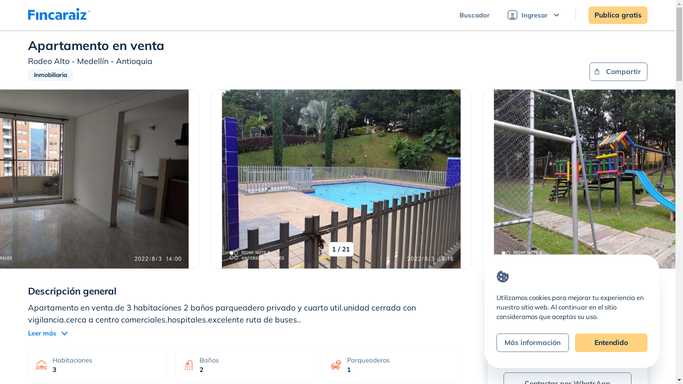 Fincaraiz
Buscador
Ingresar
Publica gratis
Apartamento en venta
Rodeo Alto - Medellín - Antioquia
Inmobiliaria
Compartir
2022/8/3 14:00
1 / 21
2022/8/3
Descripción general
Apartamento en venta.de 3 habitaciones 2 baños parqueadero privado y cuarto util.unidad cerrada con
vigilancia.cerca a centro comerciales.hospitales.excelente ruta de buses..
Leer más
Habitaciones
3
Baños
2
Parqueaderos
1
Utilizamos cookies para mejorar tu experiencia en
nuestro sitio web. Al continuar en el sitio
consideramos que aceptas su uso.
Más información
Entendido
Contactar por WhatsApp